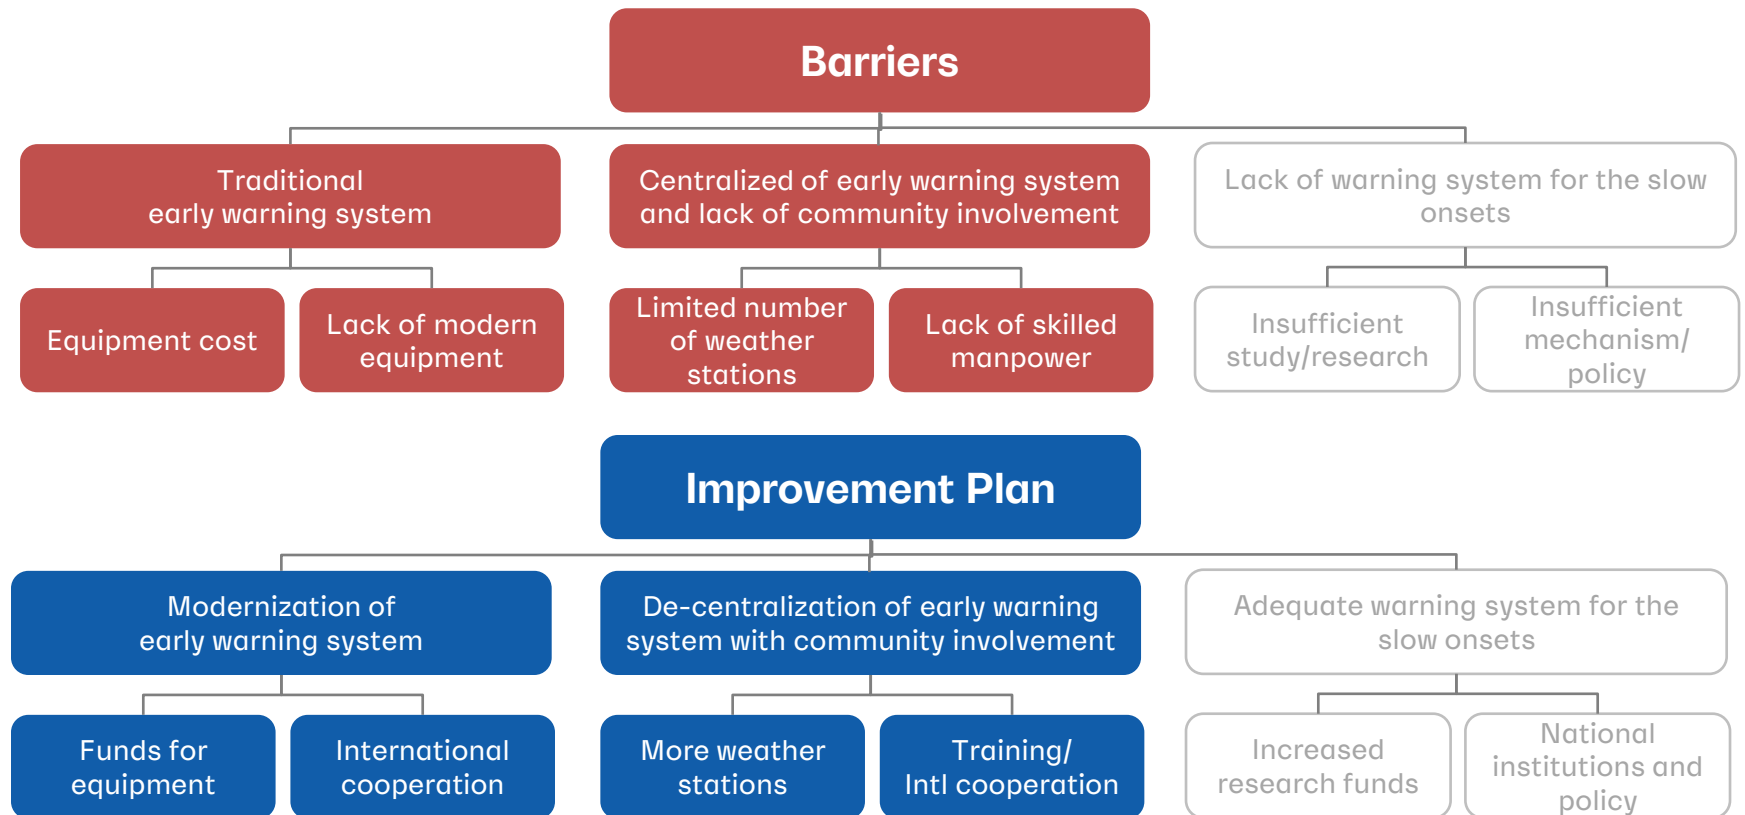 Barriers
Traditional
early warning system
Centralized of early warning system
and lack of community involvement
Lack of warning system for the slow
onsets
Equipment cost
Lack of modern
equipment
Limited number
of weather
stations
Lack of skilled
manpower
Insufficient
study/research
Insufficient
mechanism/
policy
Improvement Plan
Modernization of
early warning system
De-centralization of early warning
system with community involvement
Adequate warning system for the
slow onsets
Funds for
equipment
International
cooperation
More weather
stations
Training/
Intl cooperation
Increased
research funds
National
institutions and
policy